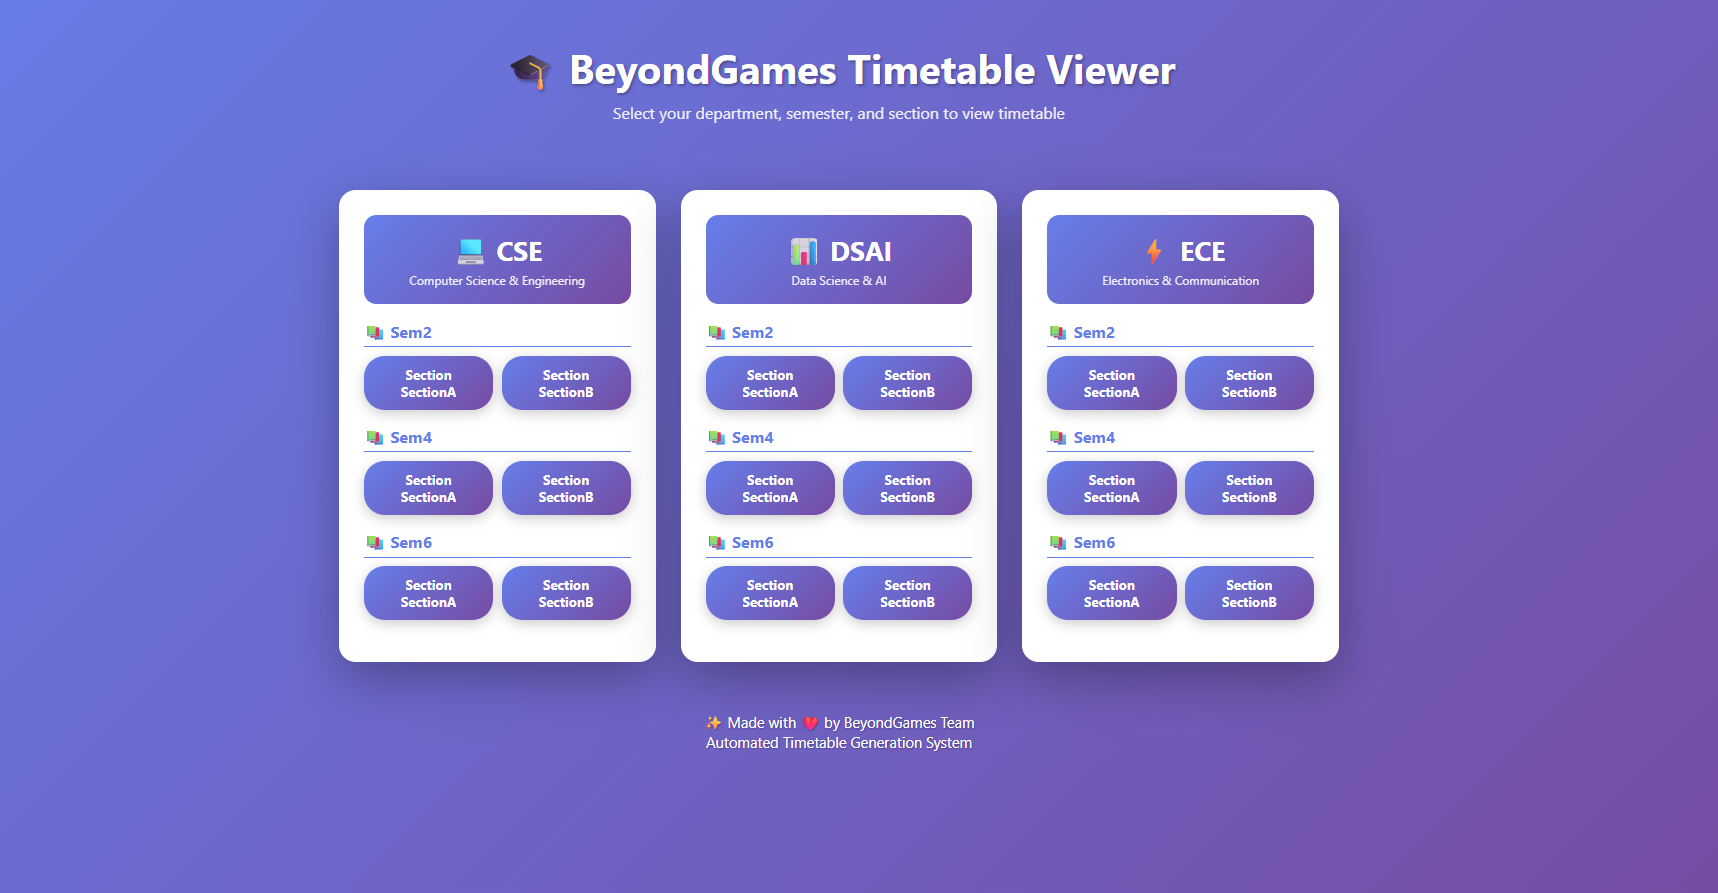 🎓 BeyondGames Timetable Viewer
Select your department, semester, and section to view timetable
💻 CSE
Computer Science & Engineering
📚 Sem2
Section
SectionA
Section
SectionB
📚 Sem4
Section
SectionA
Section
SectionB
📚 Sem6
Section
SectionA
Section
SectionB
📊 DSAI
Data Science & AI
📚 Sem2
Section
SectionA
Section
SectionB
📚 Sem4
Section
SectionA
Section
SectionB
📚 Sem6
Section
SectionA
Section
SectionB
⚡ ECE
Electronics & Communication
📚 Sem2
Section
SectionA
Section
SectionB
📚 Sem4
Section
SectionA
Section
SectionB
📚 Sem6
Section
SectionA
Section
SectionB
✨ Made with ❤️ by BeyondGames Team
Automated Timetable Generation System